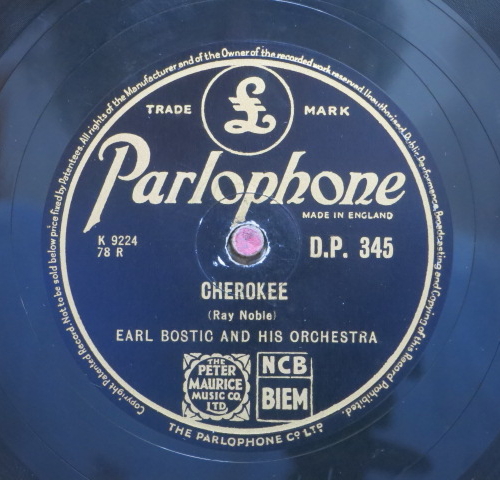 Copyright Patented Record Not to be sold below price fixed by Patentees. All rights of the Manufacturer and of the Owner of the recorded work reserved Unauthorised Public Performance, Broadcasting and Copying of this Record Prohibited.
£
TRADE MARK
Parlophone
MADE IN ENGLAND
K 9224
78 R
D.P. 345
CHEROKEE
(Ray Noble)
EARL BOSTIC AND HIS ORCHESTRA
THE
PETER
MAURICE
MUSIC CO.
LTD
NCB
BIEM
THE PARLOPHONE Co LTD